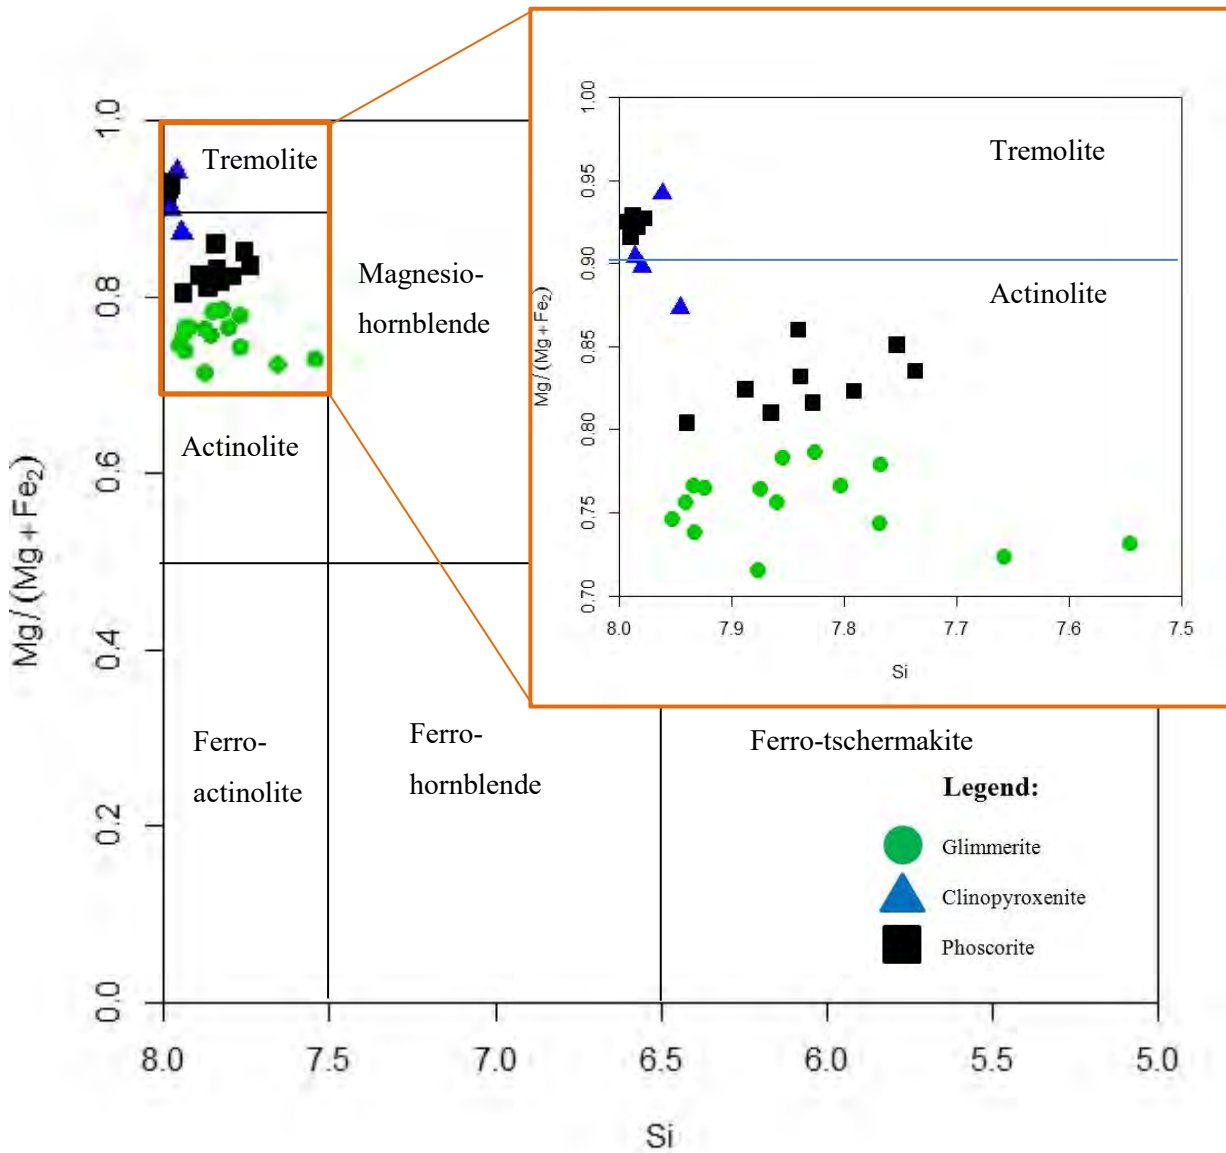 Mg/(Mg+Fe₂)
1.0
0.8
0.6
0.4
0.2
0.0
Tremolite
Magnesio-
hornblende
Actinolite
Ferro-
actinolite
Ferro-
hornblende
Ferro-tschermakite
8.0 7.5 7.0 6.5 6.0 5.5 5.0
Si
Mg/(Mg+Fe₂)
1.00
0.95
0.90
0.85
0.80
0.75
0.70
Tremolite
Actinolite
8.0 7.9 7.8 7.7 7.6 7.5
Si
Legend:
Glimmerite
Clinopyroxenite
Phoscorite